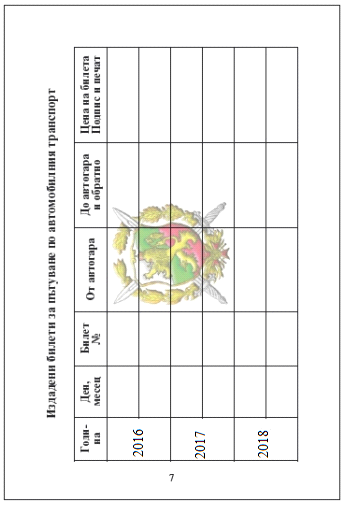 Издадени билети за пътуване по автомобилния транспорт
Годи-
на
Ден,
месец
Билет
№
От автогара
До автогара
и обратно
Цена на билета
Подпис и печат
2016
2017
2018
7